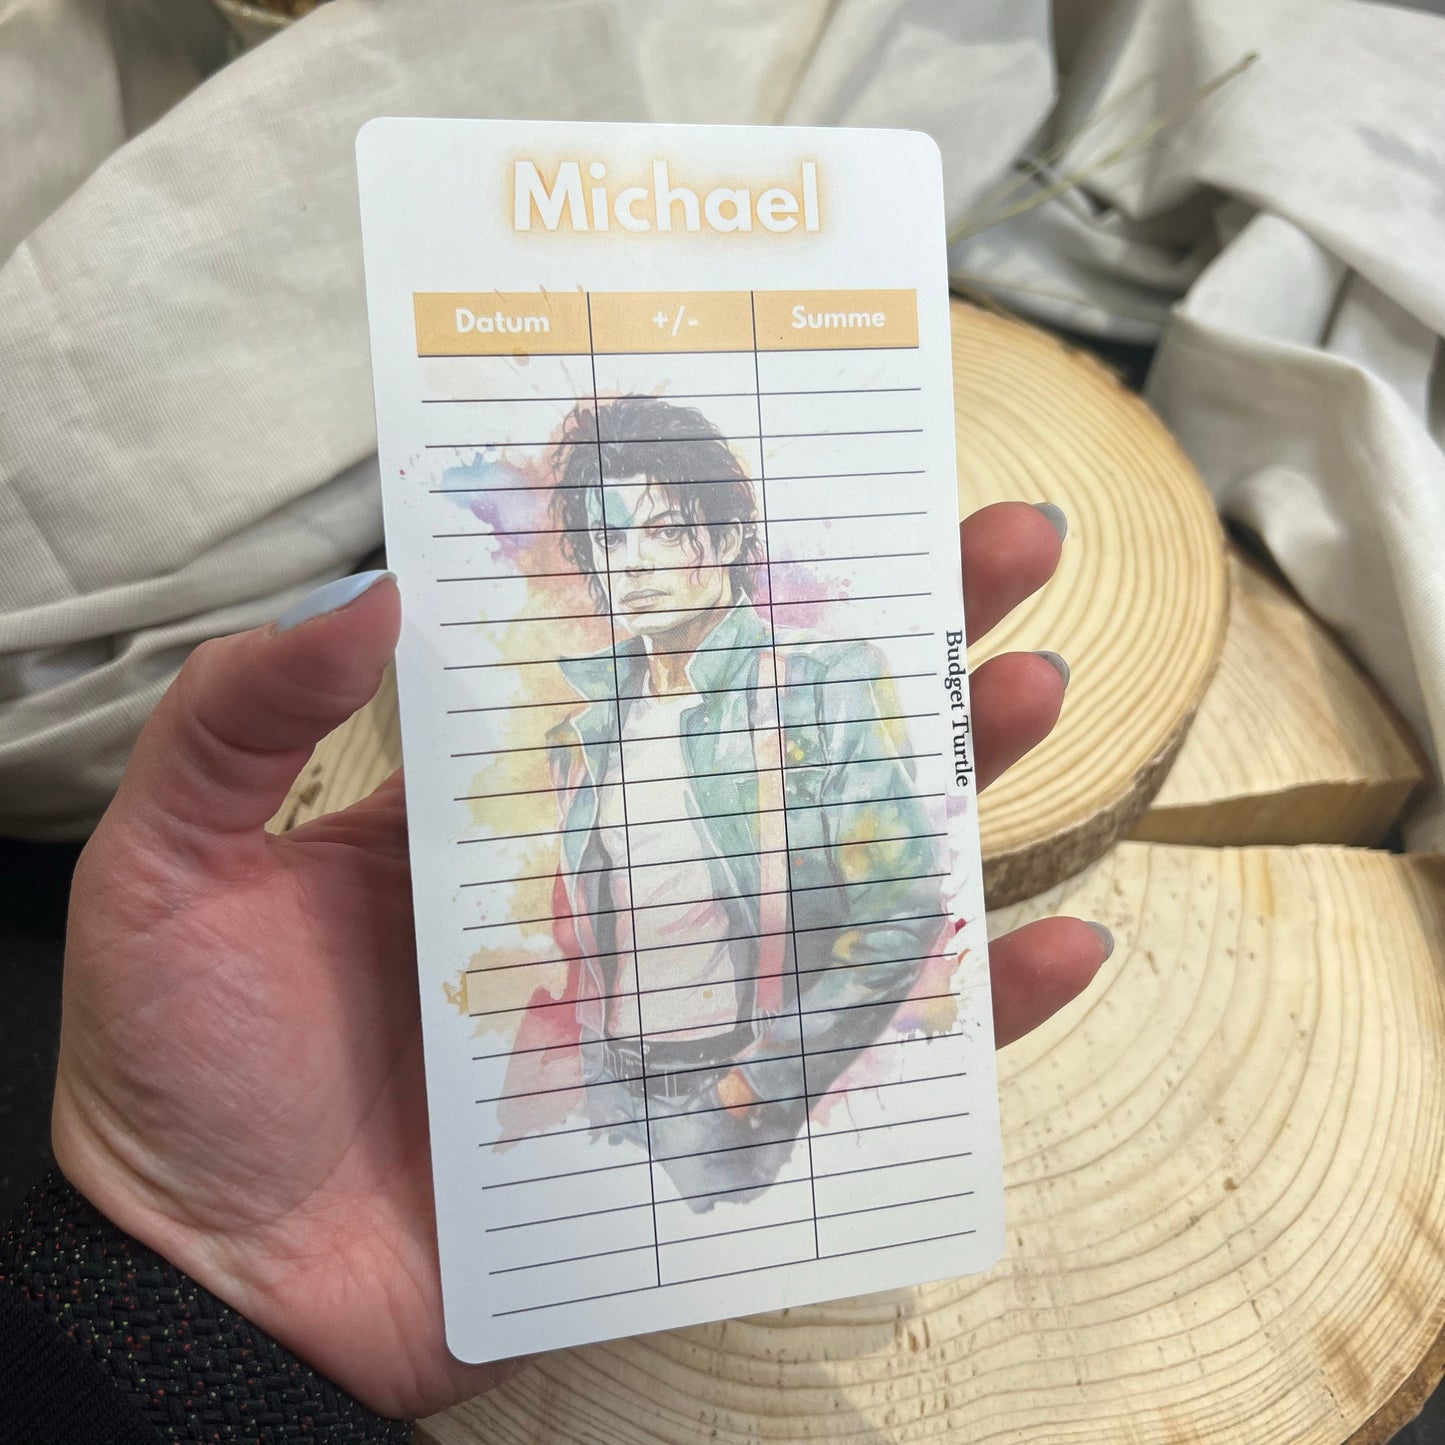 Michael
Datum +/- Summe
Budget Turtle